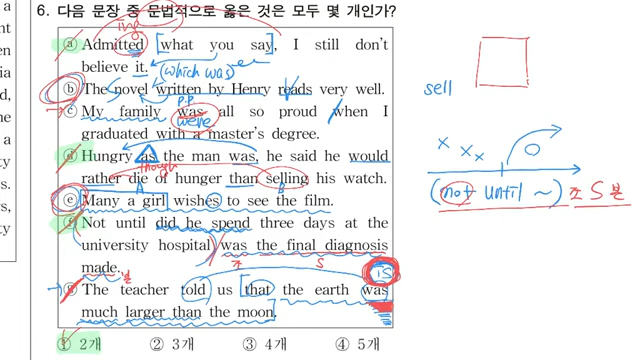 6. 다음 문장 중 문법적으로 옳은 것은 모두 몇 개인가?
ing
ⓐ Admitted [what you say], I still don't
believe it. (which was)
ⓑ The novel written by Henry reads very well.
p.p
ⓒ My family was all so proud when I
were
graduated with a master's degree.
ⓓ Hungry as the man was, he said he would
though
rather die of hunger than selling his watch.
A B
ⓔ Many a girl wishes to see the film.
ⓕ Not until did he spend three days at the
university hospital was the final diagnosis
조 S
made. 분
is
ⓖ The teacher told us [that the earth was
much larger than the moon.
① 2개 ② 3개 ③ 4개 ④ 5개
sell
× × × ○
(not until ~) 조 S 분